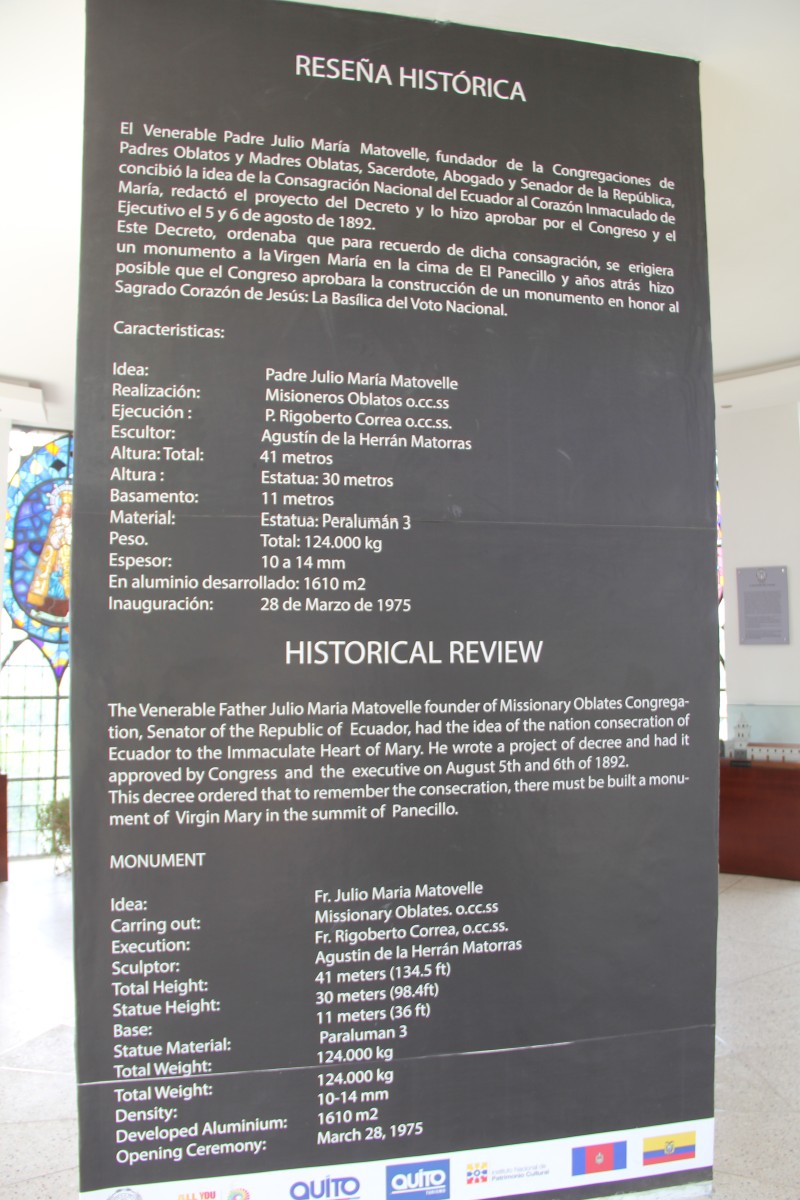 RESEÑA HISTÓRICA
El Venerable Padre Julio María Matovelle, fundador de la Congregaciones de
Padres Oblatos y Madres Oblatas, Sacerdote, Abogado y Senador de la República,
concibió la idea de la Consagración Nacional del Ecuador al Corazón Inmaculado de
María, redactó el proyecto del Decreto y lo hizo aprobar por el Congreso y el
Ejecutivo el 5 y 6 de agosto de 1892.
Este Decreto, ordenaba que para recuerdo de dicha consagración, se erigiera
un monumento a la Virgen María en la cima de El Panecillo y años atrás hizo
posible que el Congreso aprobara la construcción de un monumento en honor al
Sagrado Corazón de Jesús: La Basílica del Voto Nacional.
Caracteristicas:
Idea: Padre Julio María Matovelle
Realización: Misioneros Oblatos o.cc.ss
Ejecución : P. Rigoberto Correa o.cc.ss.
Escultor: Agustín de la Herrán Matorras
Altura: Total: 41 metros
Altura : Estatua: 30 metros
Basamento: 11 metros
Material: Estatua: Peralumán 3
Peso. Total: 124.000 kg
Espesor: 10 a 14 mm
En aluminio desarrollado: 1610 m2
Inauguración: 28 de Marzo de 1975
HISTORICAL REVIEW
The Venerable Father Julio Maria Matovelle founder of Missionary Oblates Congrega-
tion, Senator of the Republic of Ecuador, had the idea of the nation consecration of
Ecuador to the Immaculate Heart of Mary. He wrote a project of decree and had it
approved by Congress and the executive on August 5th and 6th of 1892.
This decree ordered that to remember the consecration, there must be built a monu-
ment of Virgin Mary in the summit of Panecillo.
MONUMENT
Idea: Fr. Julio Maria Matovelle
Carring out: Missionary Oblates. o.cc.ss
Execution: Fr. Rigoberto Correa, o.cc.ss.
Sculptor: Agustin de la Herrán Matorras
Total Height: 41 meters (134.5 ft)
Statue Height: 30 meters (98.4ft)
Base: 11 meters (36 ft)
Statue Material: Paraluman 3
Total Weight: 124.000 kg
Total Weight: 124.000 kg
Density: 10-14 mm
Developed Aluminium: 1610 m2
Opening Ceremony: March 28, 1975
ALL YOU
QUITO
QUITO
TURISMO
Instituto Nacional de
Patrimonio Cultural